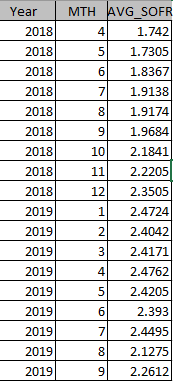 Year MTH AVG_SOFR
2018 4 1.742
2018 5 1.7305
2018 6 1.8367
2018 7 1.9138
2018 8 1.9174
2018 9 1.9684
2018 10 2.1841
2018 11 2.2205
2018 12 2.3505
2019 1 2.4724
2019 2 2.4042
2019 3 2.4171
2019 4 2.4762
2019 5 2.4205
2019 6 2.393
2019 7 2.4495
2019 8 2.1275
2019 9 2.2612